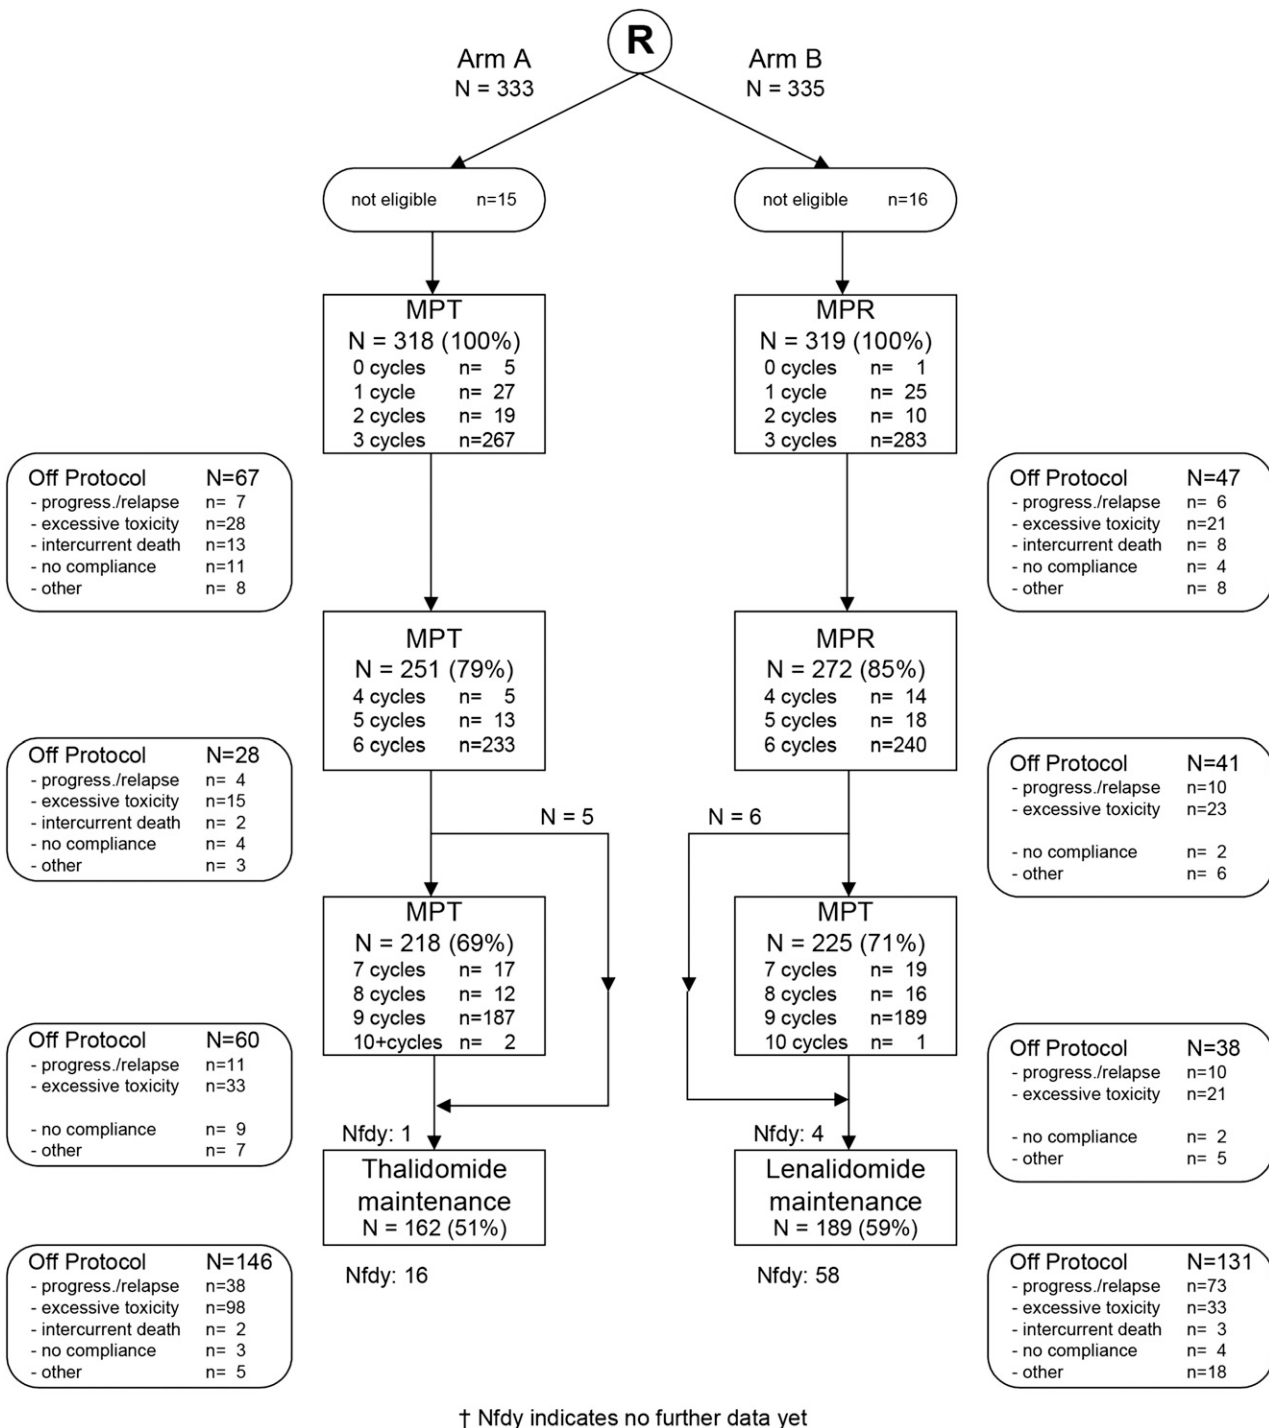 R
Arm A
N = 333
Arm B
N = 335
not eligible n=15
not eligible n=16
MPT
N = 318 (100%)
0 cycles n= 5
1 cycle n= 27
2 cycles n= 19
3 cycles n=267
MPR
N = 319 (100%)
0 cycles n= 1
1 cycle n= 25
2 cycles n= 10
3 cycles n=283
Off Protocol N=67
- progress./relapse n= 7
- excessive toxicity n=28
- intercurrent death n=13
- no compliance n=11
- other n= 8
Off Protocol N=47
- progress./relapse n= 6
- excessive toxicity n=21
- intercurrent death n= 8
- no compliance n= 4
- other n= 8
MPT
N = 251 (79%)
4 cycles n= 5
5 cycles n= 13
6 cycles n=233
MPR
N = 272 (85%)
4 cycles n= 14
5 cycles n= 18
6 cycles n=240
Off Protocol N=28
- progress./relapse n= 4
- excessive toxicity n=15
- intercurrent death n= 2
- no compliance n= 4
- other n= 3
N = 5
N = 6
Off Protocol N=41
- progress./relapse n=10
- excessive toxicity n=23
- no compliance n= 2
- other n= 6
MPT
N = 218 (69%)
7 cycles n= 17
8 cycles n= 12
9 cycles n=187
10+cycles n= 2
MPT
N = 225 (71%)
7 cycles n= 19
8 cycles n= 16
9 cycles n=189
10 cycles n= 1
Off Protocol N=60
- progress./relapse n=11
- excessive toxicity n=33
- no compliance n= 9
- other n= 7
Off Protocol N=38
- progress./relapse n=10
- excessive toxicity n=21
- no compliance n= 2
- other n= 5
Nfdy: 1
Nfdy: 4
Thalidomide
maintenance
N = 162 (51%)
Lenalidomide
maintenance
N = 189 (59%)
Off Protocol N=146
- progress./relapse n=38
- excessive toxicity n=98
- intercurrent death n= 2
- no compliance n= 3
- other n= 5
Nfdy: 16
Nfdy: 58
Off Protocol N=131
- progress./relapse n=73
- excessive toxicity n=33
- intercurrent death n= 3
- no compliance n= 4
- other n=18
† Nfdy indicates no further data yet